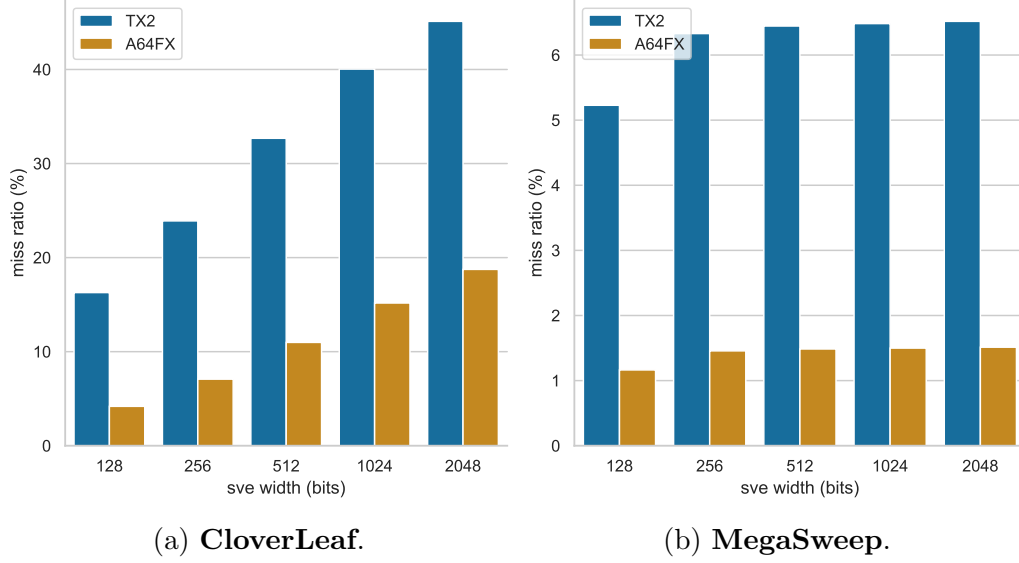 TX2
A64FX
40
30
20
10
0
miss ratio (%)
128 256 512 1024 2048
sve width (bits)
(a) CloverLeaf.
TX2
A64FX
6
5
4
3
2
1
0
miss ratio (%)
128 256 512 1024 2048
sve width (bits)
(b) MegaSweep.